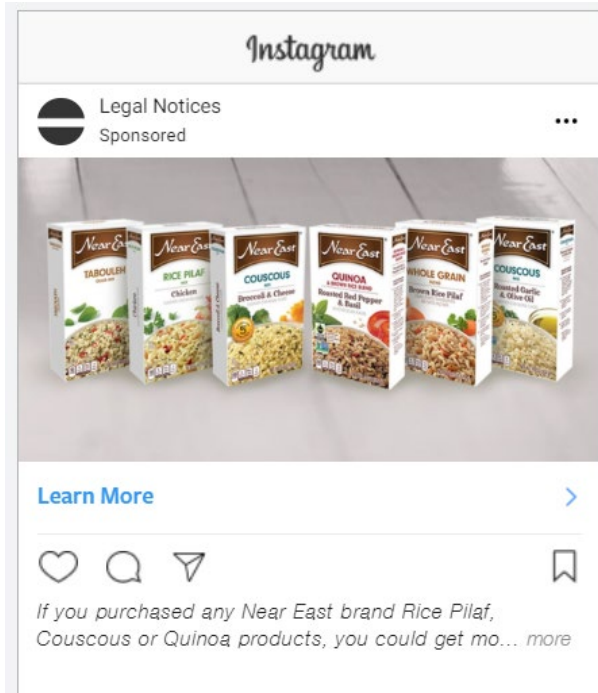 Instagram
Legal Notices
Sponsored
Near East
TABOULEH
Near East
RICE PILAF
Chicken
Near East
COUSCOUS
Broccoli & Cheese
Near East
QUINOA
& BROWN RICE BLEND
Roasted Red Pepper
& Basil
Near East
WHOLE GRAIN
Brown Rice Pilaf
Near East
COUSCOUS
Roasted Garlic
& Olive Oil
Learn More
If you purchased any Near East brand Rice Pilaf,
Couscous or Quinoa products, you could get mo... more